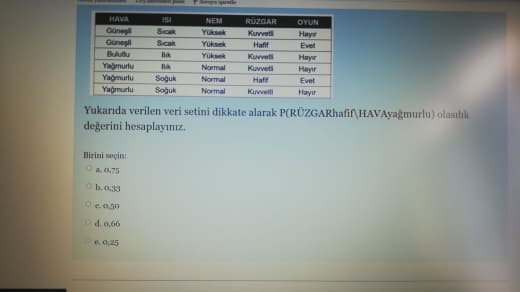 Soruyu işaretle
HAVA ISI NEM RÜZGAR OYUN
Güneşli Sıcak Yüksek Kuvvetli Hayır
Güneşli Sıcak Yüksek Hafif Evet
Bulutlu Ilık Yüksek Kuvvetli Hayır
Yağmurlu Ilık Normal Kuvvetli Hayır
Yağmurlu Soğuk Normal Hafif Evet
Yağmurlu Soğuk Normal Kuvvetli Hayır
Yukarıda verilen veri setini dikkate alarak P(RÜZGARhafif\HAVAyağmurlu) olasılık
değerini hesaplayınız.
Birini seçin:
a. 0,75
b. 0,33
c. 0,50
d. 0,66
e. 0,25